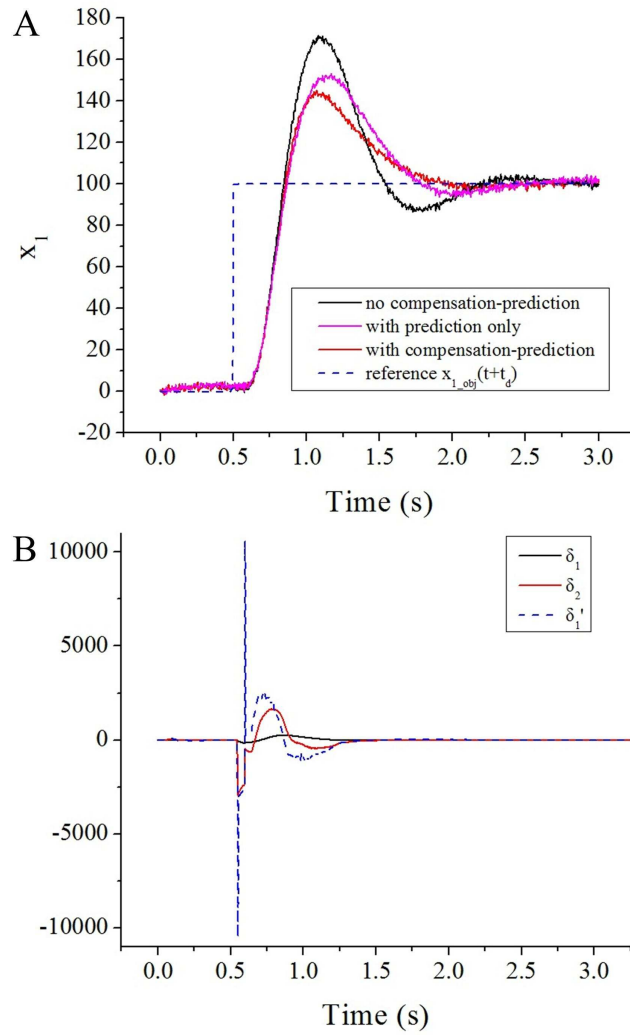 A
180
160
140
120
100
80
60
40
20
0
-20
x₁
no compensation-prediction
with prediction only
with compensation-prediction
reference x₁_obj(t+t_d)
0.0 0.5 1.0 1.5 2.0 2.5 3.0
Time (s)
B
10000
5000
0
-5000
-10000
δ₁
δ₂
δ₁'
0.0 0.5 1.0 1.5 2.0 2.5 3.0
Time (s)